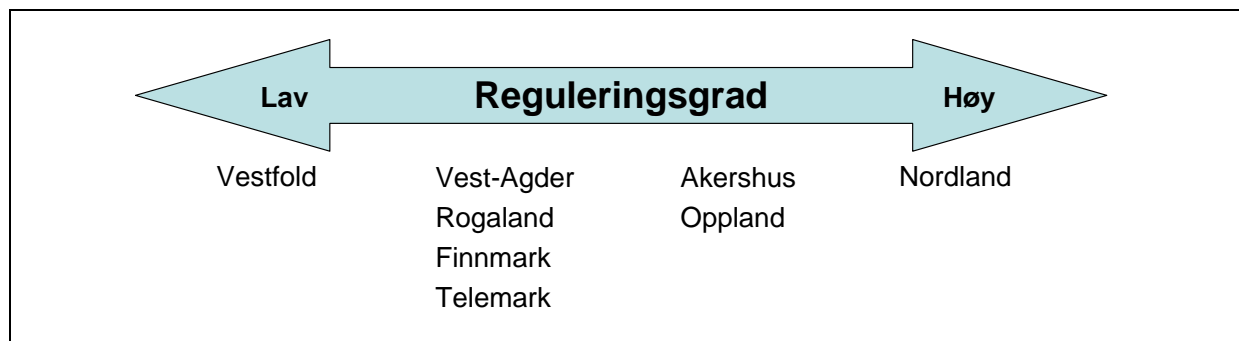 Lav Reguleringsgrad Høy
Vestfold Vest-Agder Akershus Nordland
Rogaland Oppland
Finnmark
Telemark